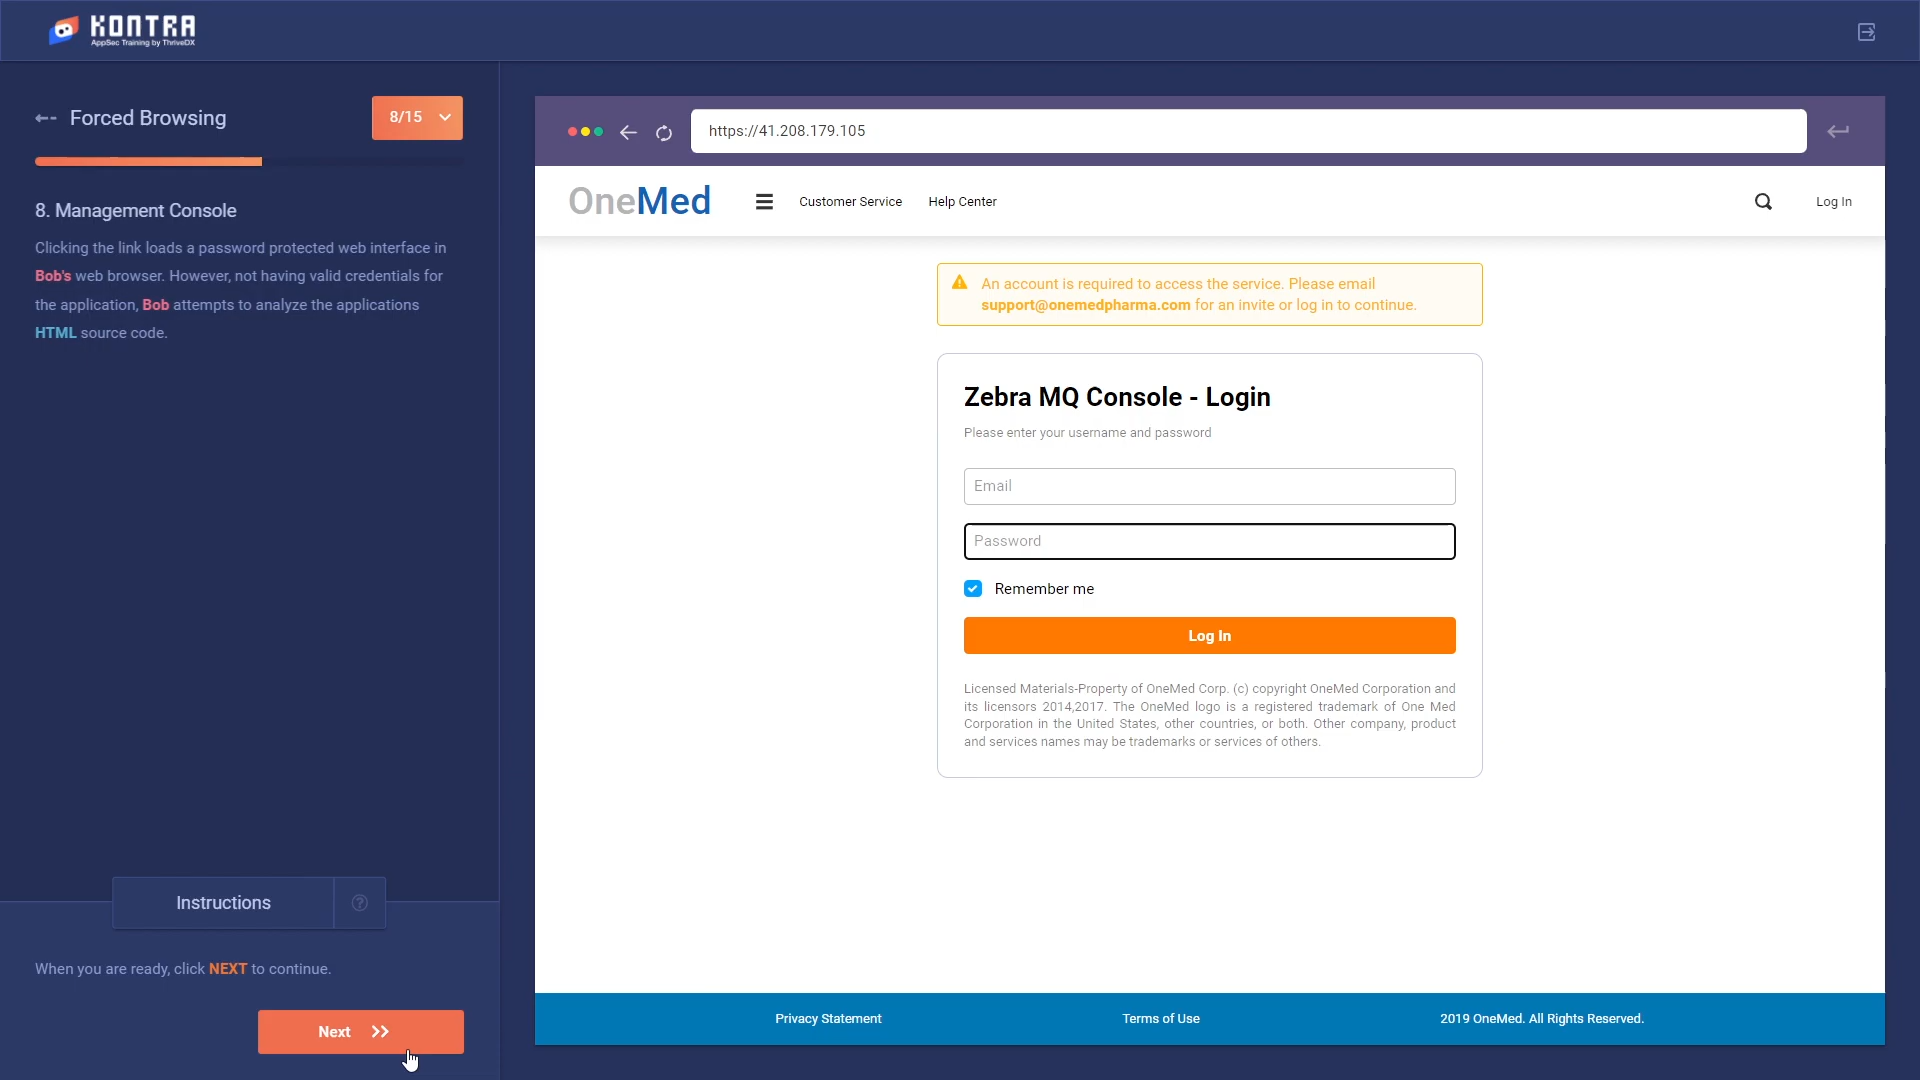 KONTRA
AppSec Training by ThriveDX
Forced Browsing
8/15
8. Management Console
Clicking the link loads a password protected web interface in
Bob's web browser. However, not having valid credentials for
the application, Bob attempts to analyze the applications
HTML source code.
Instructions
?
When you are ready, click NEXT to continue.
Next
https://41.208.179.105
OneMed
Customer Service
Help Center
Log In
An account is required to access the service. Please email
support@onemedpharma.com for an invite or log in to continue.
Zebra MQ Console - Login
Please enter your username and password
Email
Password
Remember me
Log In
Licensed Materials-Property of OneMed Corp. (c) copyright OneMed Corporation and
its licensors 2014,2017. The OneMed logo is a registered trademark of One Med
Corporation in the United States, other countries, or both. Other company, product
and services names may be trademarks or services of others.
Privacy Statement
Terms of Use
2019 OneMed. All Rights Reserved.